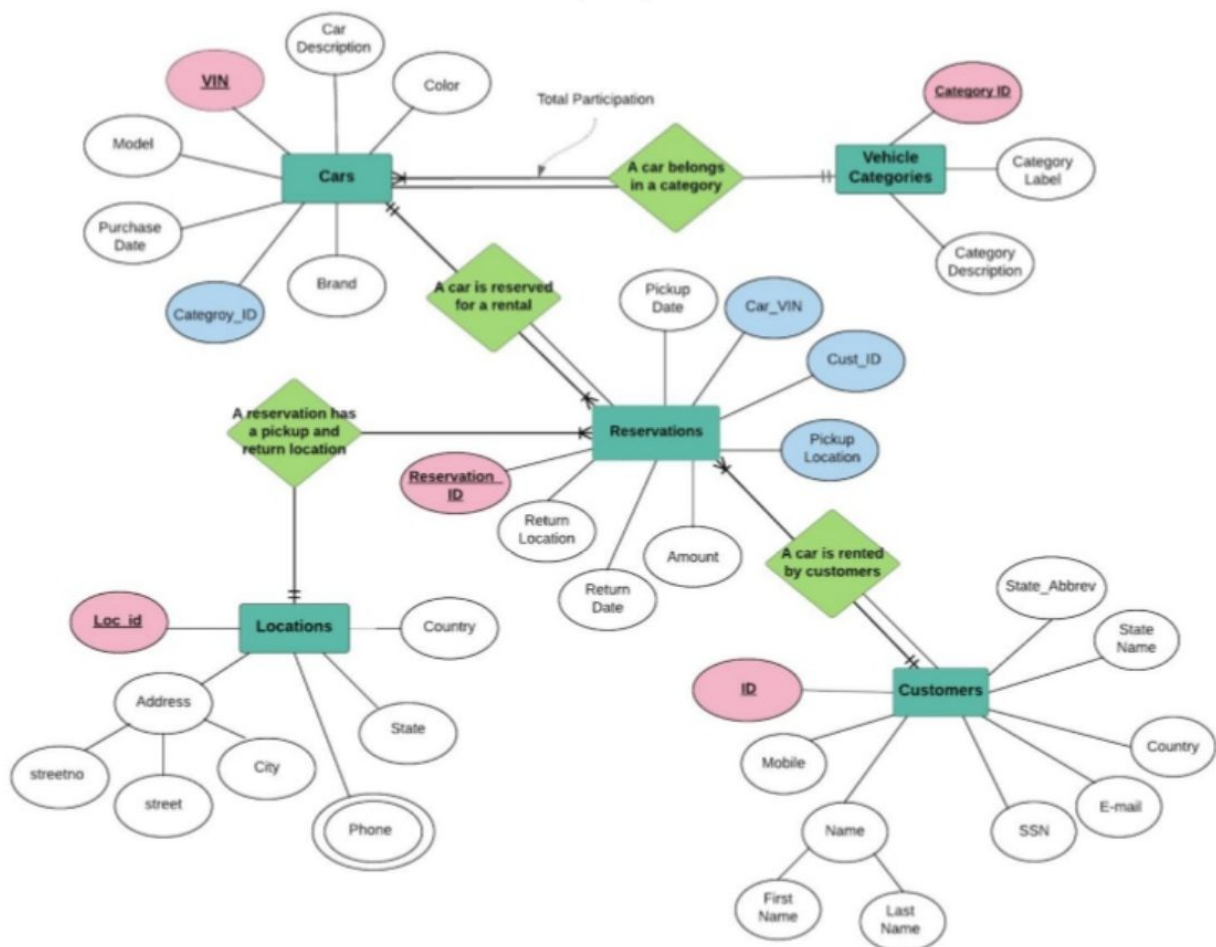 Car
Description
VIN
Color
Total Participation
Category ID
Model
Cars
A car belongs
in a category
Vehicle
Categories
Category
Label
Purchase
Date
Categroy_ID
Brand
A car is reserved
for a rental
Pickup
Date
Car_VIN
Category
Description
Cust_ID
A reservation has
a pickup and
return location
Reservations
Pickup
Location
Reservation_
ID
Return
Location
Return
Date
Amount
A car is rented
by customers
State_Abbrev
State
Name
Loc_id
Locations
Country
ID
Customers
Address
State
Mobile
Country
streetno
street
City
Phone
Name
SSN
E-mail
First
Name
Last
Name